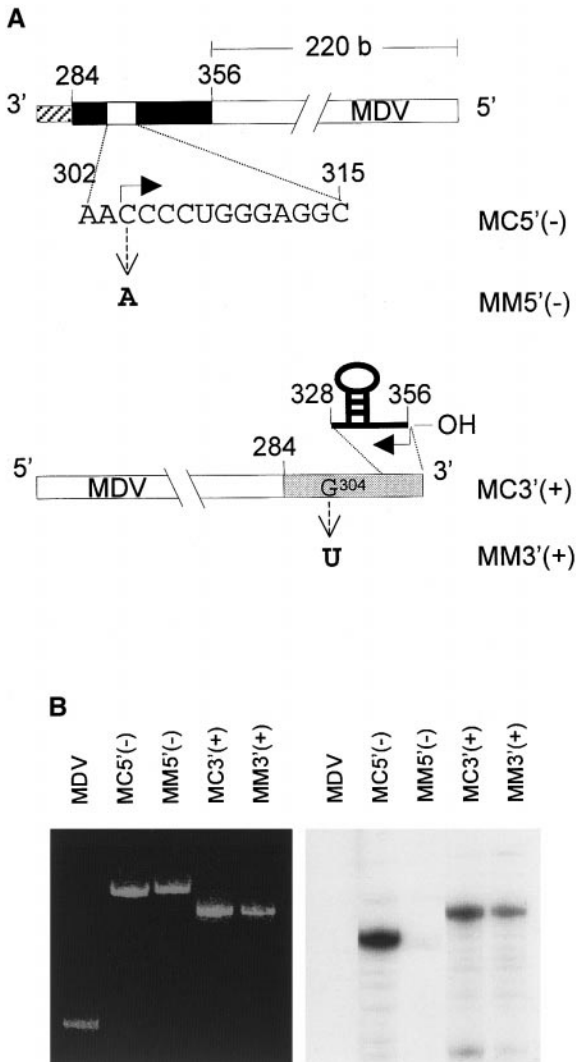 A
220 b
284 356
3' MDV 5'
302 315
AACCCCUGGGAGGC MC5'(-)
A MM5'(-)
328 356
OH
284
5' 3'
MDV G304 MC3'(+)
U MM3'(+)
B
MDV MC5'(-) MM5'(-) MC3'(+) MM3'(+) MDV MC5'(-) MM5'(-) MC3'(+) MM3'(+)